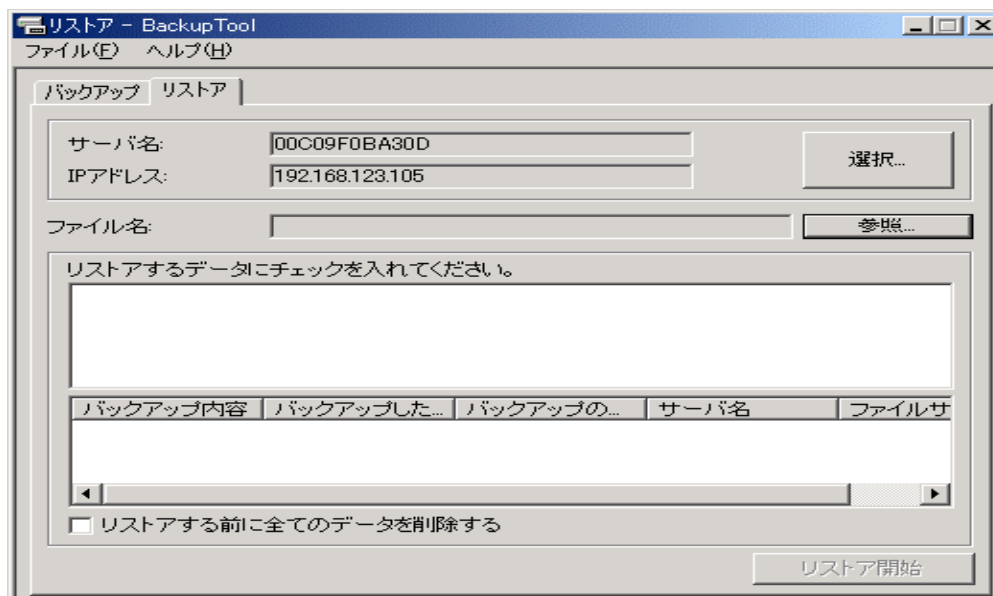 リストア - BackupTool
ファイル(F) ヘルプ(H)
バックアップ リストア
サーバ名: 00C09F0BA30D 選択...
IPアドレス: 192.168.123.105
ファイル名: 参照...
リストアするデータにチェックを入れてください。
バックアップ内容 バックアップした... バックアップの... サーバ名 ファイルサ
リストアする前に全てのデータを削除する
リストア開始